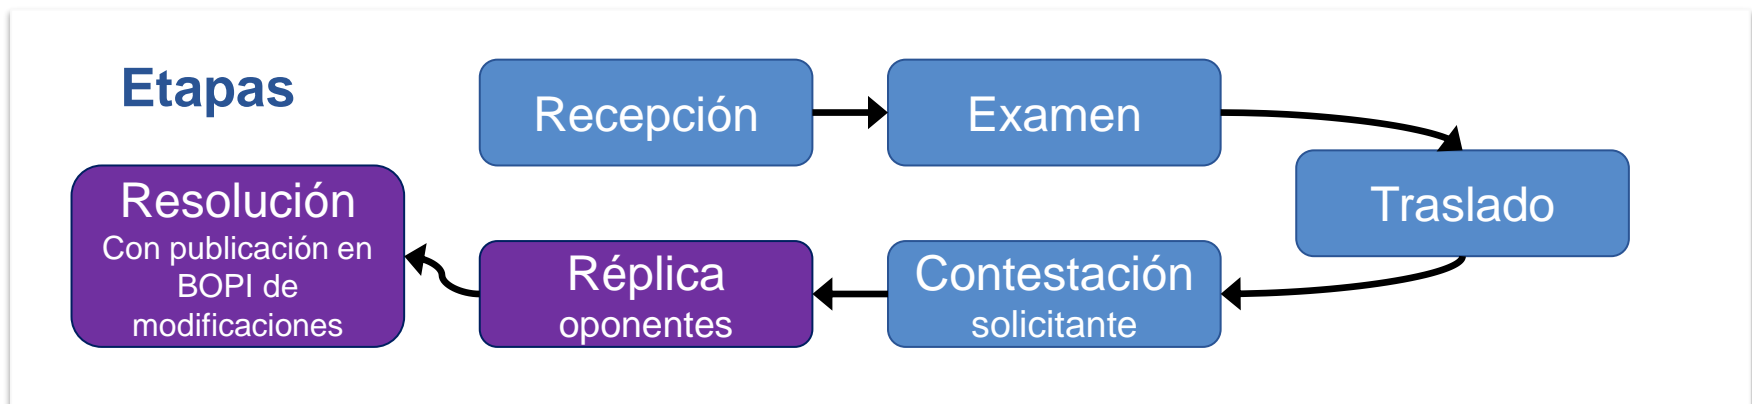 Etapas
Recepción
Examen
Traslado
Contestación
solicitante
Réplica
oponentes
Resolución
Con publicación en
BOPI de
modificaciones